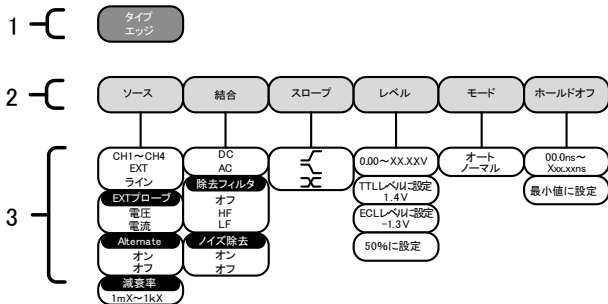 1
タイプ
エッジ
2
ソース
結合
スロープ
レベル
モード
ホールドオフ
3
CH1～CH4
EXT
ライン
EXTプローブ
電圧
電流
Alternate
オン
オフ
減衰率
1mX～1kX
DC
AC
除去フィルタ
オフ
HF
LF
ノイズ除去
オン
オフ
0.00～XX.XXV
TTLレベルに設定
1.4V
ECLレベルに設定
-1.3V
50%に設定
オート
ノーマル
00.0ns～
Xxx.xxns
最小値に設定